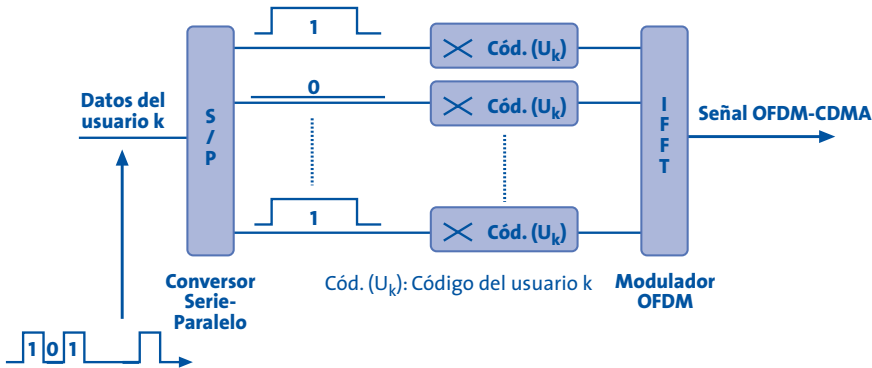 1
Cód. (Uk)
0
Cód. (Uk)
Datos del
usuario k
S
/
P
I
F
F
T
Señal OFDM-CDMA
1
Cód. (Uk)
Conversor
Serie-
Paralelo
Cód. (Uk): Código del usuario k
Modulador
OFDM
1 0 1